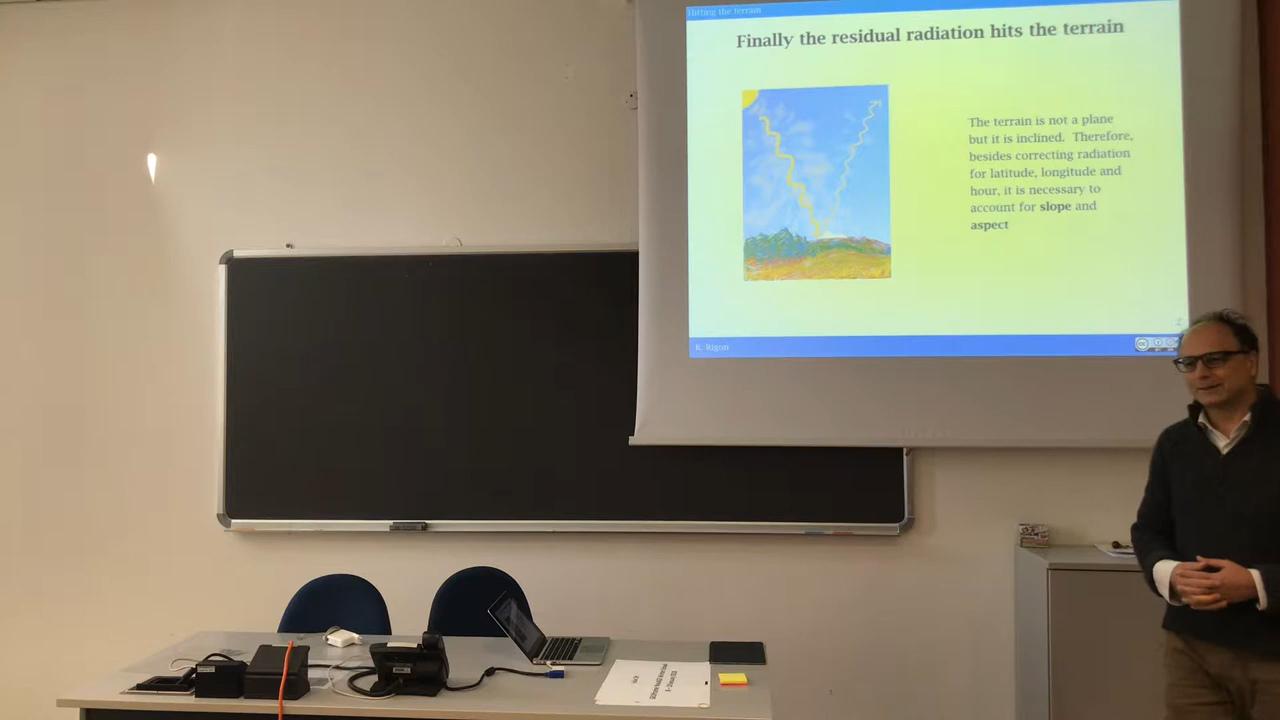 Hitting the terrain
Finally the residual radiation hits the terrain
The terrain is not a plane
but it is inclined. Therefore,
besides correcting radiation
for latitude, longitude and
hour, it is necessary to
account for slope and
aspect
R. Rigon